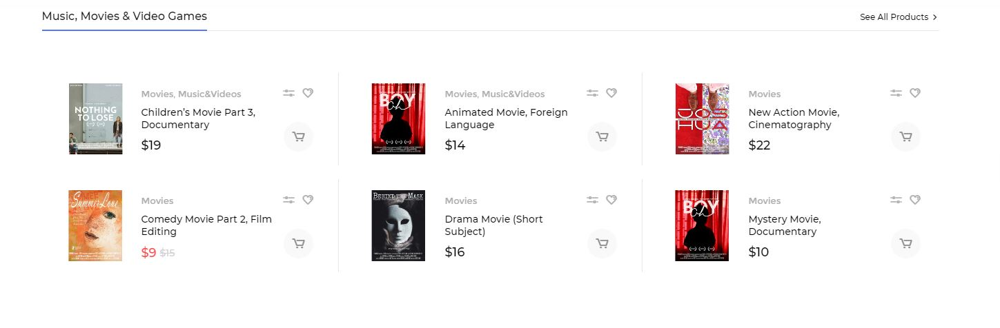 Music, Movies & Video Games
See All Products
NOTHING
TO LOSE
Movies, Music&Videos
Children's Movie Part 3,
Documentary
$19
BOY
Oh
Movies, Music&Videos
Animated Movie, Foreign
Language
$14
JOS
HUA
Movies
New Action Movie,
Cinematography
$22
Summer Love
Movies
Comedy Movie Part 2, Film
Editing
$9 $15
BEHIND THE MASK
Movies
Drama Movie (Short
Subject)
$16
BOY
Oh
Movies
Mystery Movie,
Documentary
$10